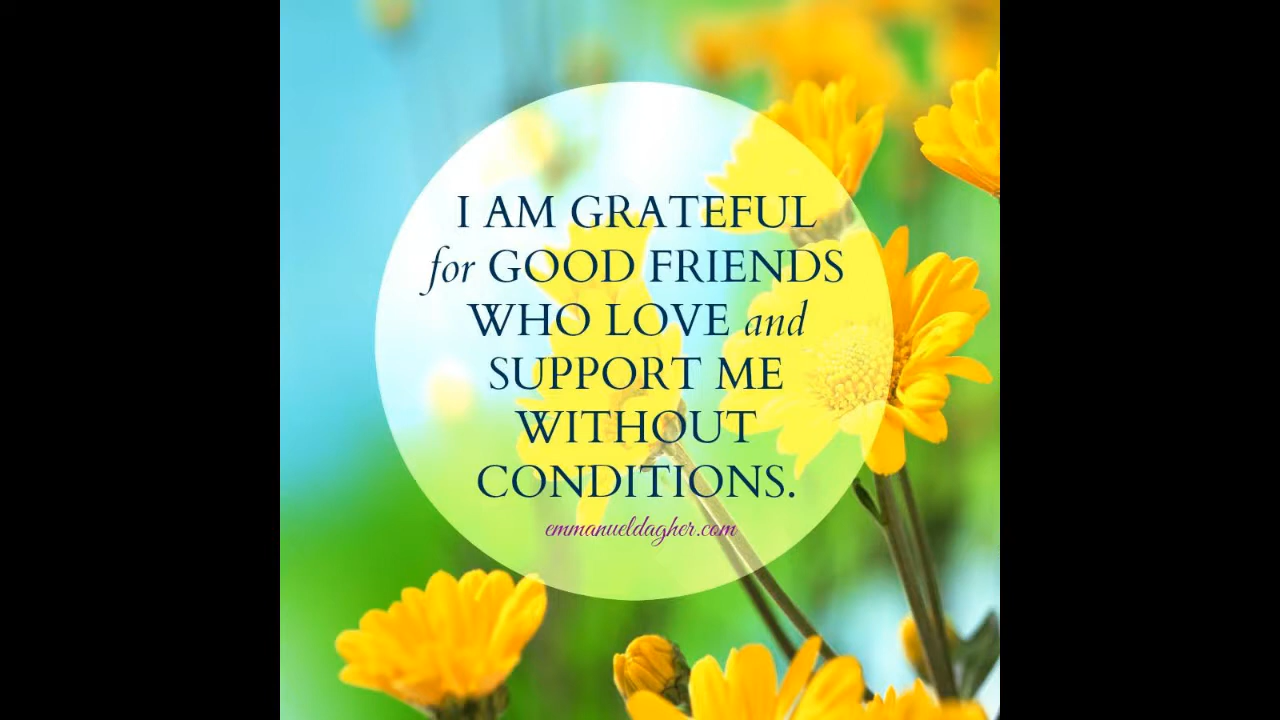 I AM GRATEFUL
for GOOD FRIENDS
WHO LOVE and
SUPPORT ME
WITHOUT
CONDITIONS.
emmanueldagher.com